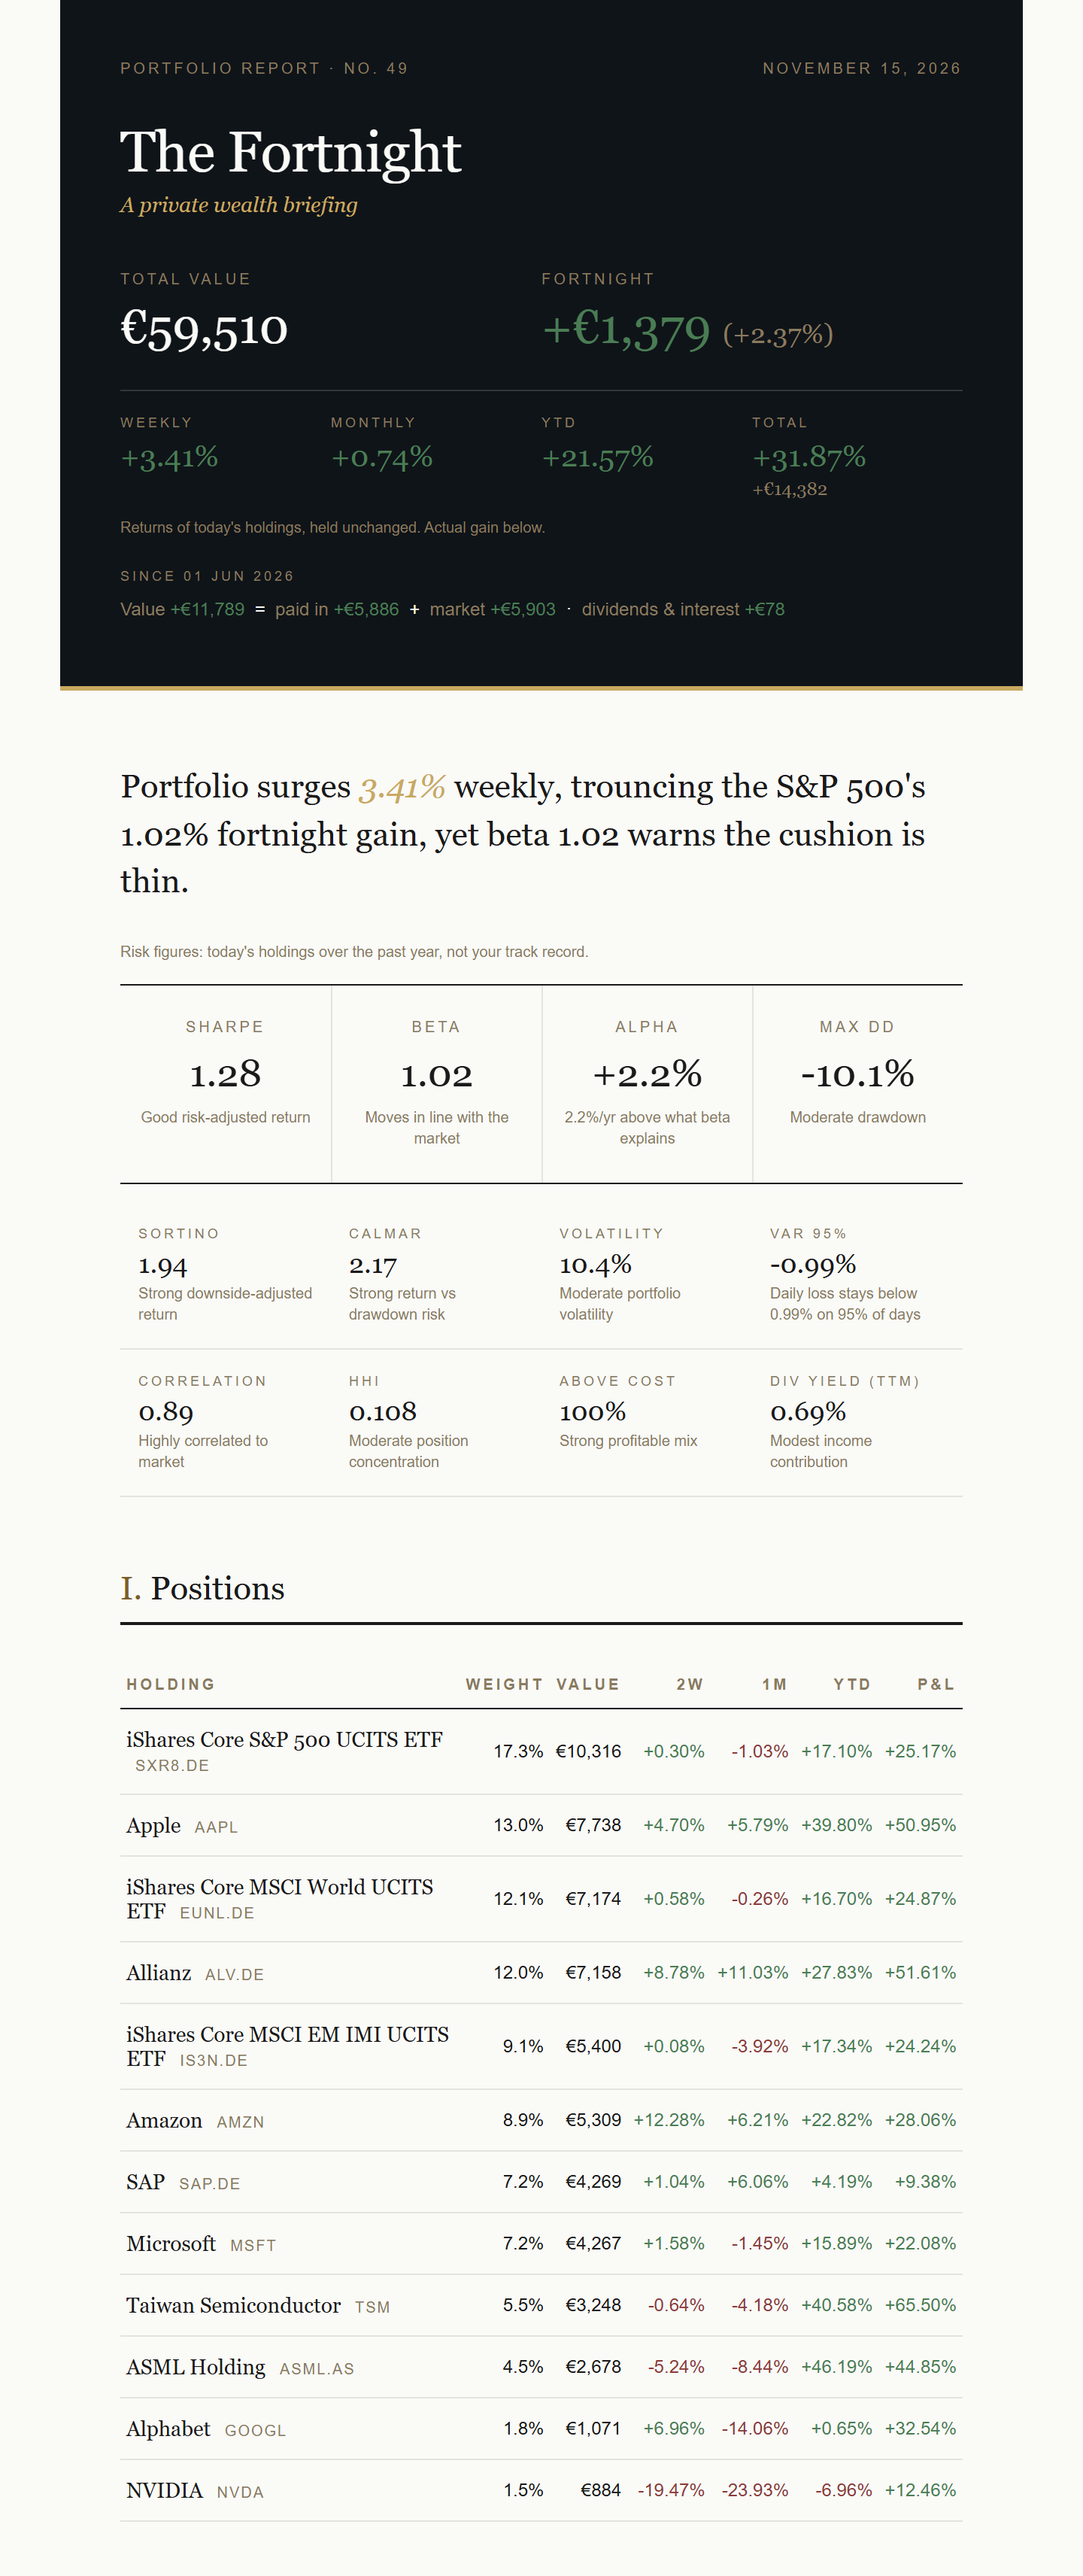 PORTFOLIO REPORT · NO. 49
NOVEMBER 15, 2026
The Fortnight
A private wealth briefing
TOTAL VALUE
€59,510
FORTNIGHT
+€1,379 (+2.37%)
WEEKLY
+3.41%
MONTHLY
+0.74%
YTD
+21.57%
TOTAL
+31.87%
+€14,382
Returns of today's holdings, held unchanged. Actual gain below.
SINCE 01 JUN 2026
Value +€11,789 = paid in +€5,886 + market +€5,903 · dividends & interest +€78
Portfolio surges 3.41% weekly, trouncing the S&P 500's
1.02% fortnight gain, yet beta 1.02 warns the cushion is
thin.
Risk figures: today's holdings over the past year, not your track record.
SHARPE
1.28
Good risk-adjusted return
BETA
1.02
Moves in line with the
market
ALPHA
+2.2%
2.2%/yr above what beta
explains
MAX DD
-10.1%
Moderate drawdown
SORTINO
1.94
Strong downside-adjusted
return
CALMAR
2.17
Strong return vs
drawdown risk
VOLATILITY
10.4%
Moderate portfolio
volatility
VAR 95%
-0.99%
Daily loss stays below
0.99% on 95% of days
CORRELATION
0.89
Highly correlated to
market
HHI
0.108
Moderate position
concentration
ABOVE COST
100%
Strong profitable mix
DIV YIELD (TTM)
0.69%
Modest income
contribution
I. Positions
HOLDING WEIGHT VALUE 2W 1M YTD P&L
iShares Core S&P 500 UCITS ETF
SXR8.DE
17.3% €10,316 +0.30% -1.03% +17.10% +25.17%
Apple AAPL 13.0% €7,738 +4.70% +5.79% +39.80% +50.95%
iShares Core MSCI World UCITS
ETF EUNL.DE
12.1% €7,174 +0.58% -0.26% +16.70% +24.87%
Allianz ALV.DE 12.0% €7,158 +8.78% +11.03% +27.83% +51.61%
iShares Core MSCI EM IMI UCITS
ETF IS3N.DE
9.1% €5,400 +0.08% -3.92% +17.34% +24.24%
Amazon AMZN 8.9% €5,309 +12.28% +6.21% +22.82% +28.06%
SAP SAP.DE 7.2% €4,269 +1.04% +6.06% +4.19% +9.38%
Microsoft MSFT 7.2% €4,267 +1.58% -1.45% +15.89% +22.08%
Taiwan Semiconductor TSM 5.5% €3,248 -0.64% -4.18% +40.58% +65.50%
ASML Holding ASML.AS 4.5% €2,678 -5.24% -8.44% +46.19% +44.85%
Alphabet GOOGL 1.8% €1,071 +6.96% -14.06% +0.65% +32.54%
NVIDIA NVDA 1.5% €884 -19.47% -23.93% -6.96% +12.46%